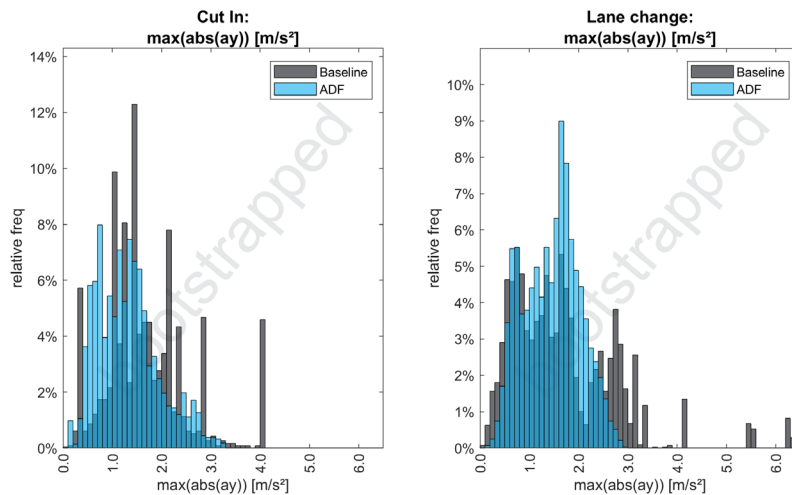 Cut In:
max(abs(ay)) [m/s²]
14%
12%
10%
8%
6%
4%
2%
0%
relative freq
Baseline
ADF
bootstrapped
0.0
1.0
2.0
3.0
4.0
5.0
6.0
max(abs(ay)) [m/s²]
Lane change:
max(abs(ay)) [m/s²]
10%
9%
8%
7%
6%
5%
4%
3%
2%
1%
0%
relative freq
Baseline
ADF
bootstrapped
0.0
1.0
2.0
3.0
4.0
5.0
6.0
max(abs(ay)) [m/s²]